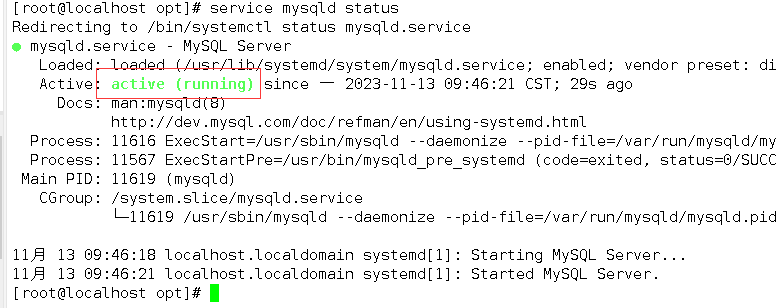 [root@localhost opt]# service mysqld status
Redirecting to /bin/systemctl status mysqld.service
● mysqld.service - MySQL Server
   Loaded: loaded (/usr/lib/systemd/system/mysqld.service; enabled; vendor preset: di
   Active: active (running) since 一 2023-11-13 09:46:21 CST; 29s ago
     Docs: man:mysqld(8)
           http://dev.mysql.com/doc/refman/en/using-systemd.html
  Process: 11616 ExecStart=/usr/sbin/mysqld --daemonize --pid-file=/var/run/mysqld/my
  Process: 11567 ExecStartPre=/usr/bin/mysqld_pre_systemd (code=exited, status=0/SUCC
 Main PID: 11619 (mysqld)
   CGroup: /system.slice/mysqld.service
           └─11619 /usr/sbin/mysqld --daemonize --pid-file=/var/run/mysqld/mysqld.pid
11月 13 09:46:18 localhost.localdomain systemd[1]: Starting MySQL Server...
11月 13 09:46:21 localhost.localdomain systemd[1]: Started MySQL Server.
[root@localhost opt]#